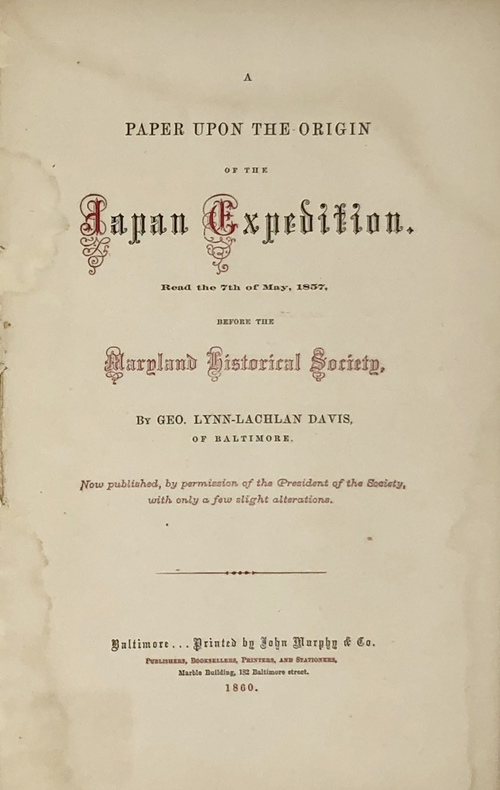 A
PAPER UPON THE ORIGIN
OF THE
Japan Expedition.
Read the 7th of May, 1857,
BEFORE THE
Maryland Historical Society,
BY GEO. LYNN-LACHLAN DAVIS,
OF BALTIMORE.
Now published, by permission of the President of the Society,
with only a few slight alterations.
Baltimore... Printed by John Murphy & Co.
PUBLISHERS, BOOKSELLERS, PRINTERS, AND STATIONERS,
Marble Building, 182 Baltimore street.
1860.